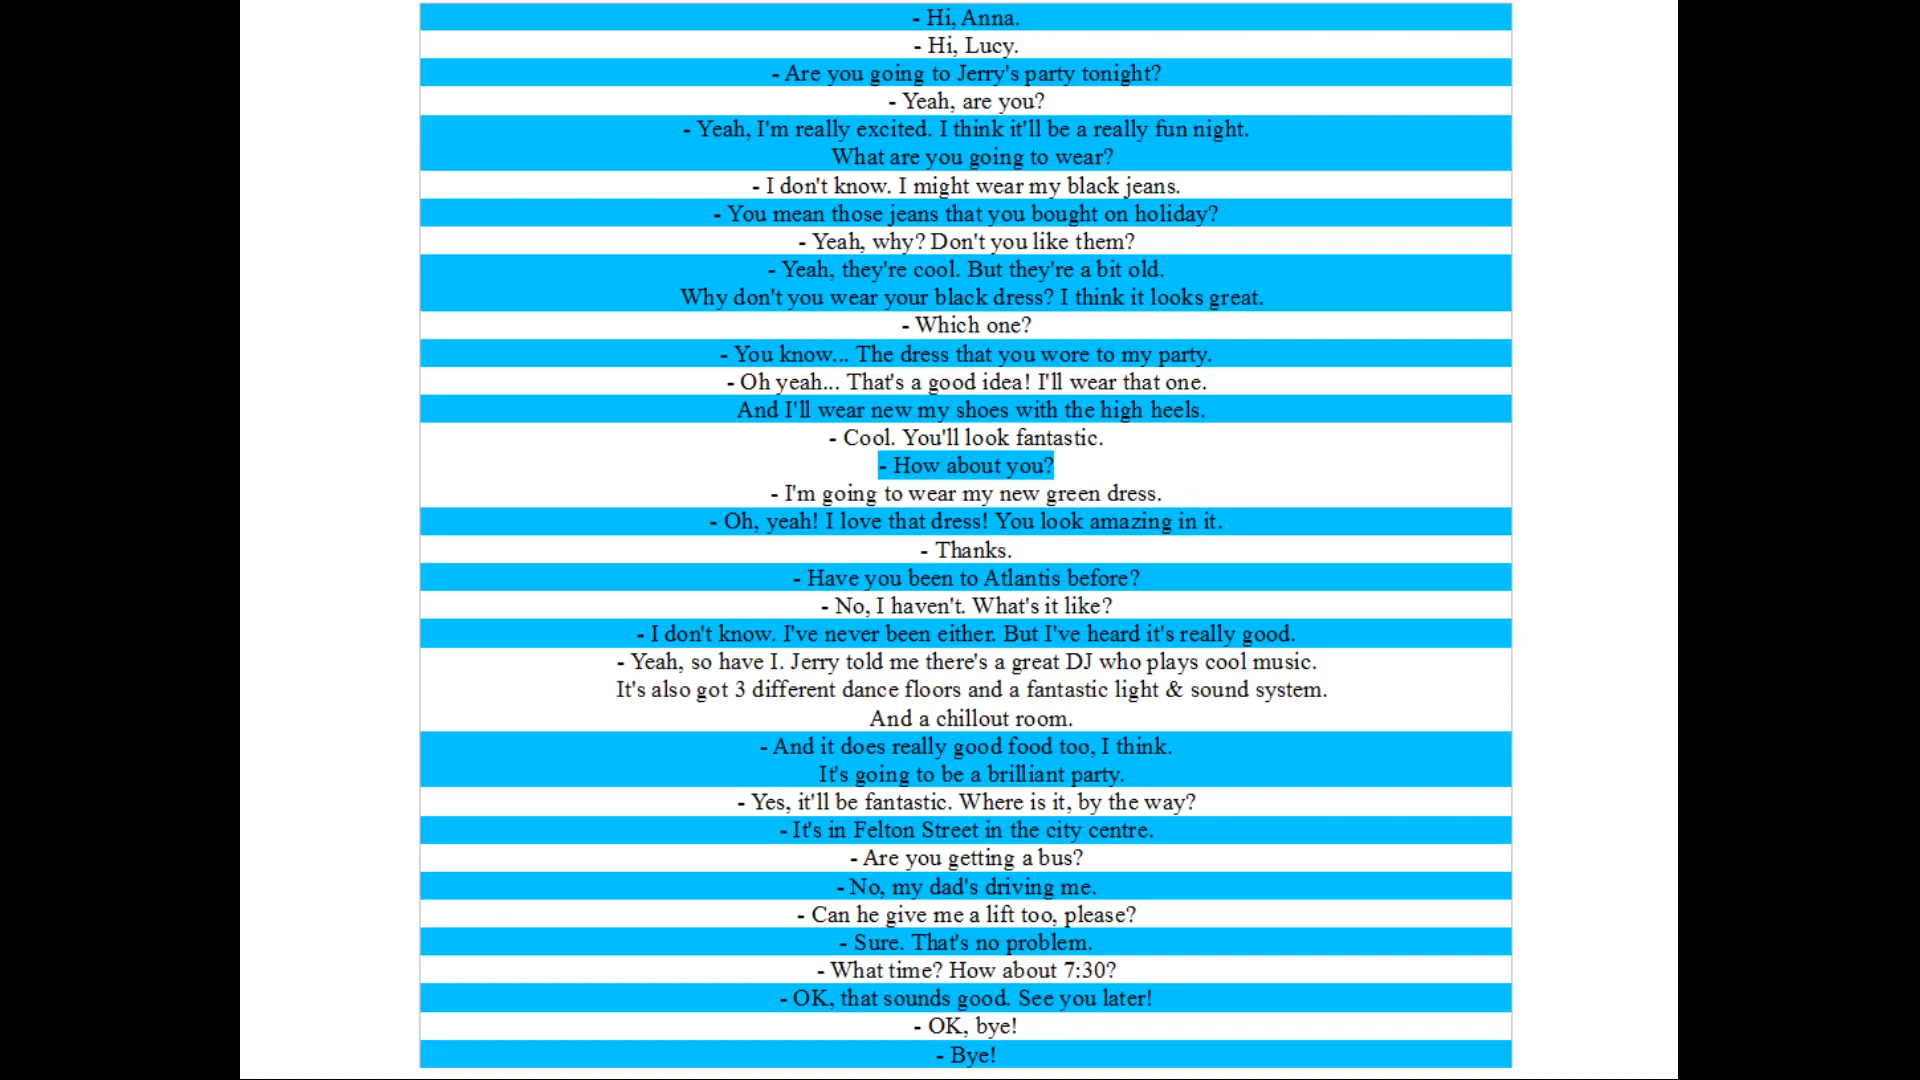 - Hi, Anna.
- Hi, Lucy.
- Are you going to Jerry's party tonight?
- Yeah, are you?
- Yeah, I'm really excited. I think it'll be a really fun night.
What are you going to wear?
- I don't know. I might wear my black jeans.
- You mean those jeans that you bought on holiday?
- Yeah, why? Don't you like them?
- Yeah, they're cool. But they're a bit old.
Why don't you wear your black dress? I think it looks great.
- Which one?
- You know... The dress that you wore to my party.
- Oh yeah... That's a good idea! I'll wear that one.
And I'll wear new my shoes with the high heels.
- Cool. You'll look fantastic.
- How about you?
- I'm going to wear my new green dress.
- Oh, yeah! I love that dress! You look amazing in it.
- Thanks.
- Have you been to Atlantis before?
- No, I haven't. What's it like?
- I don't know. I've never been either. But I've heard it's really good.
- Yeah, so have I. Jerry told me there's a great DJ who plays cool music.
It's also got 3 different dance floors and a fantastic light & sound system.
And a chillout room.
- And it does really good food too, I think.
It's going to be a brilliant party.
- Yes, it'll be fantastic. Where is it, by the way?
- It's in Felton Street in the city centre.
- Are you getting a bus?
- No, my dad's driving me.
- Can he give me a lift too, please?
- Sure. That's no problem.
- What time? How about 7:30?
- OK, that sounds good. See you later!
- OK, bye!
- Bye!